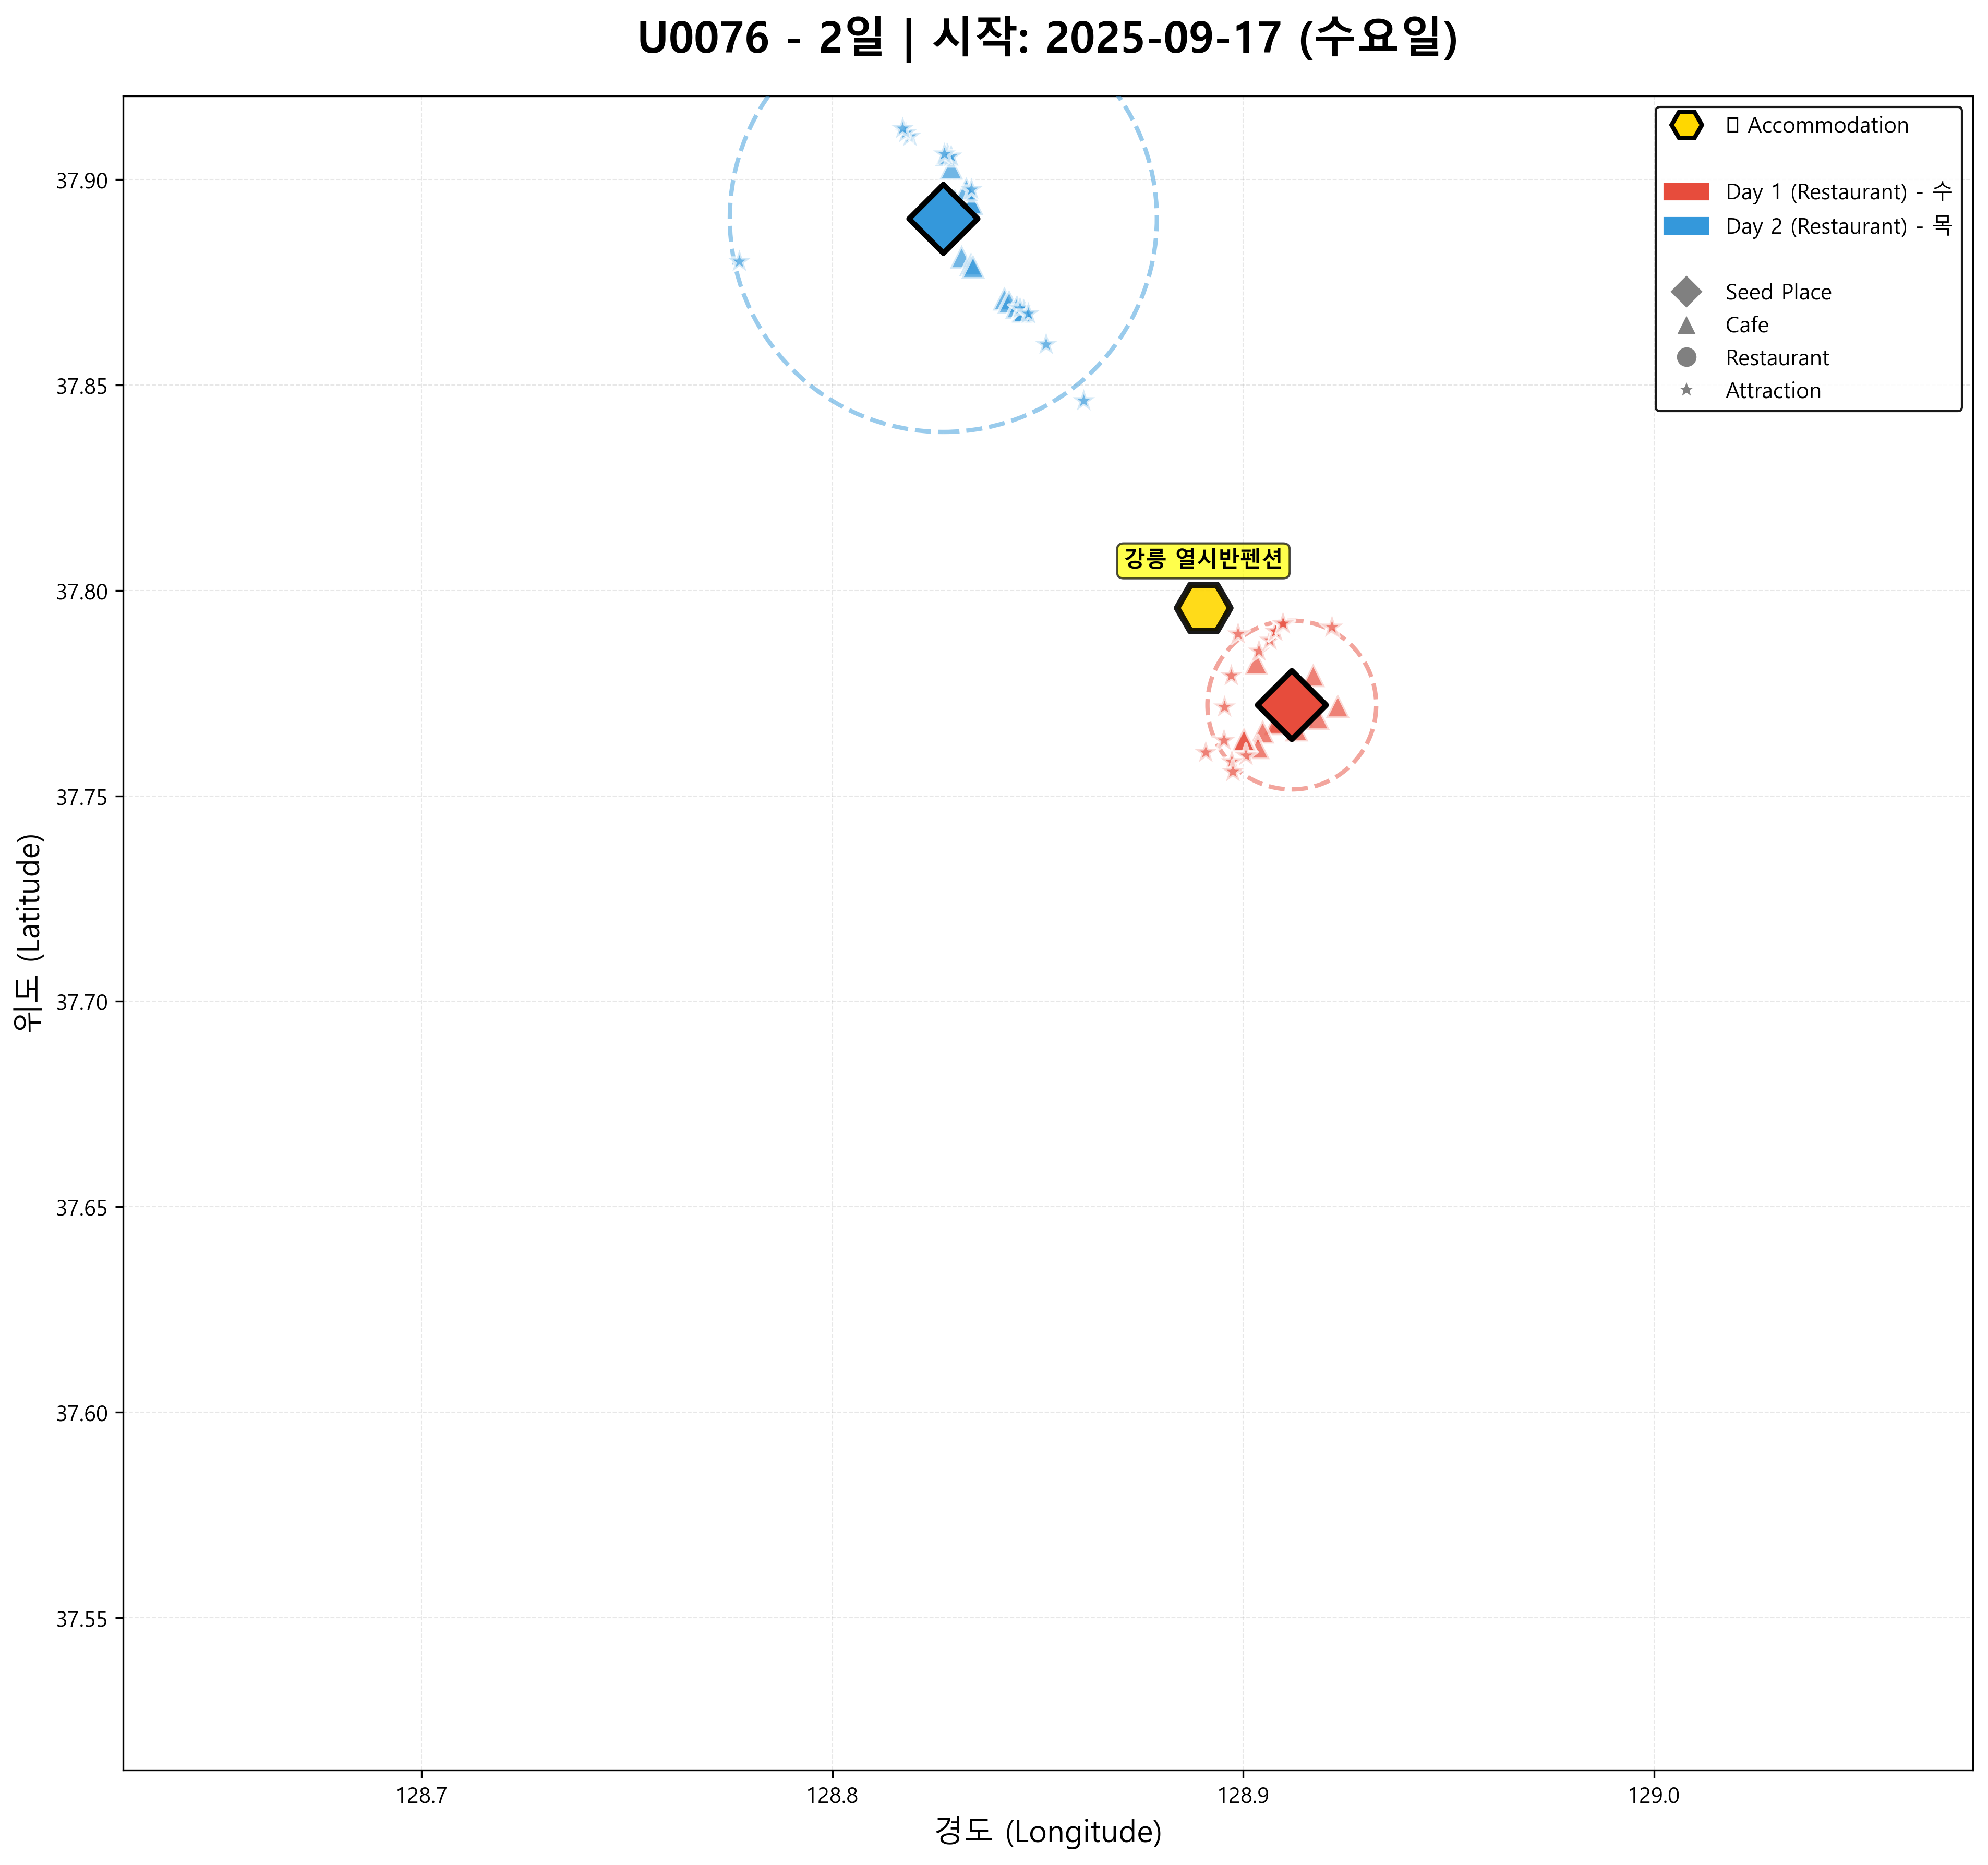 U0076 - 2일 | 시작: 2025-09-17 (수요일)
▯ Accommodation
Day 1 (Restaurant) - 수
Day 2 (Restaurant) - 목
Seed Place
Cafe
Restaurant
Attraction
강릉 열시반펜션
37.90
37.85
37.80
37.75
37.70
37.65
37.60
37.55
위도 (Latitude)
128.7
128.8
128.9
129.0
경도 (Longitude)